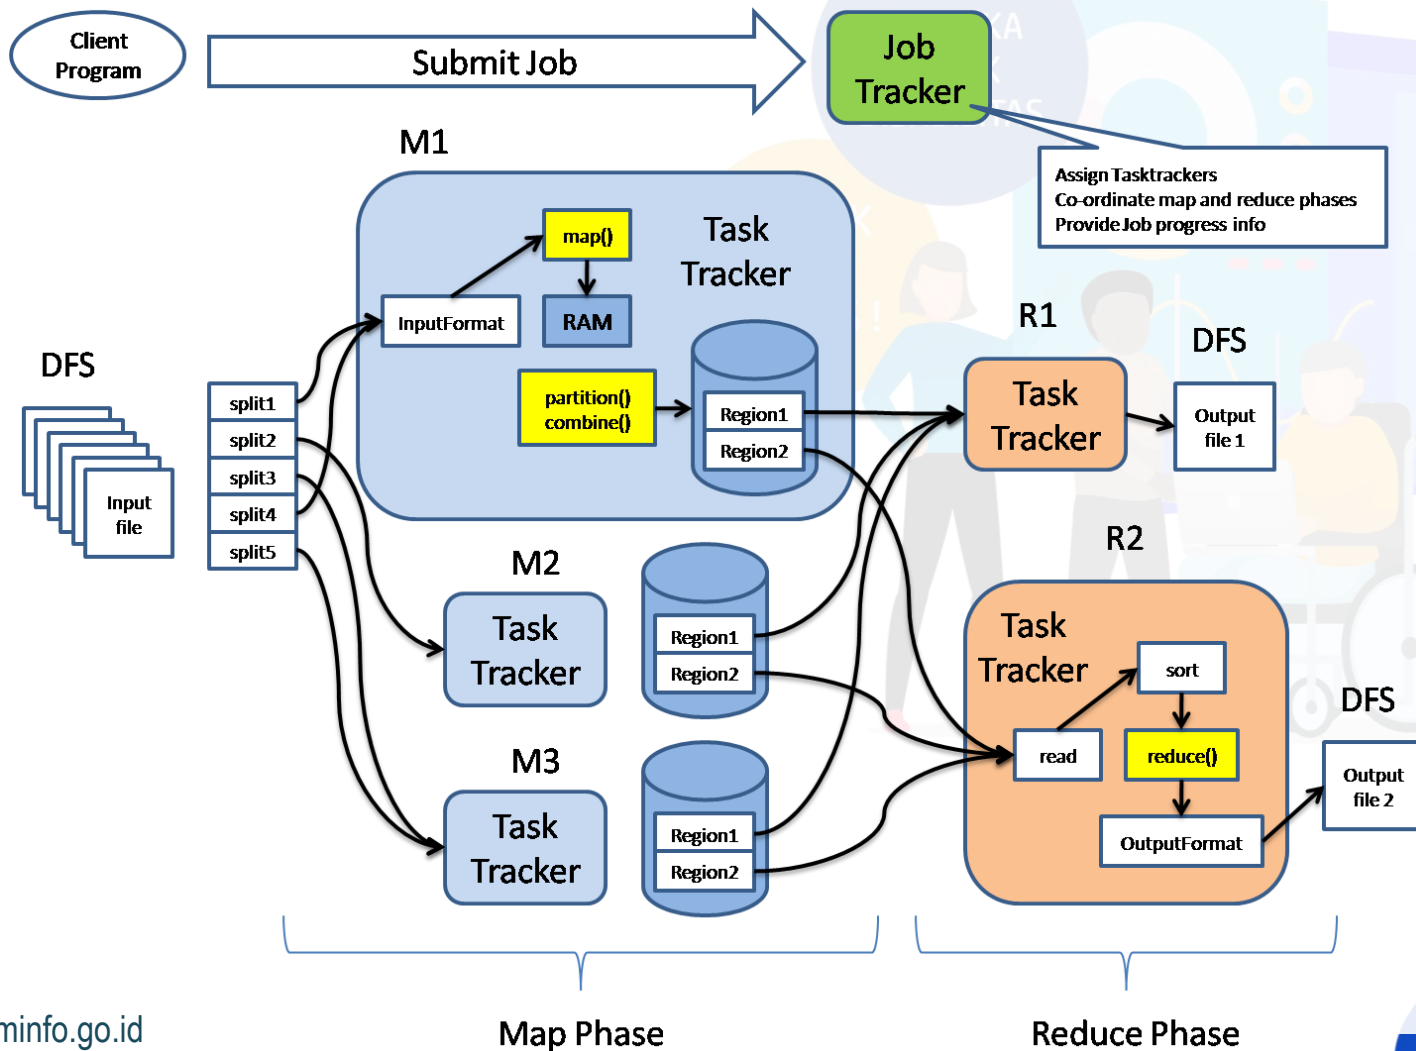 Client
Program
Submit Job
Job
Tracker
KA
K
TAS
Assign Tasktrackers
Co-ordinate map and reduce phases
Provide Job progress info
M1
Task
Tracker
map()
InputFormat
RAM
partition()
combine()
Region1
Region2
DFS
Input
file
split1
split2
split3
split4
split5
M2
Task
Tracker
Region1
Region2
M3
Task
Tracker
Region1
Region2
R1
Task
Tracker
DFS
Output
file 1
R2
Task
Tracker
sort
read
reduce()
OutputFormat
DFS
Output
file 2
Map Phase
Reduce Phase
minfo.go.id